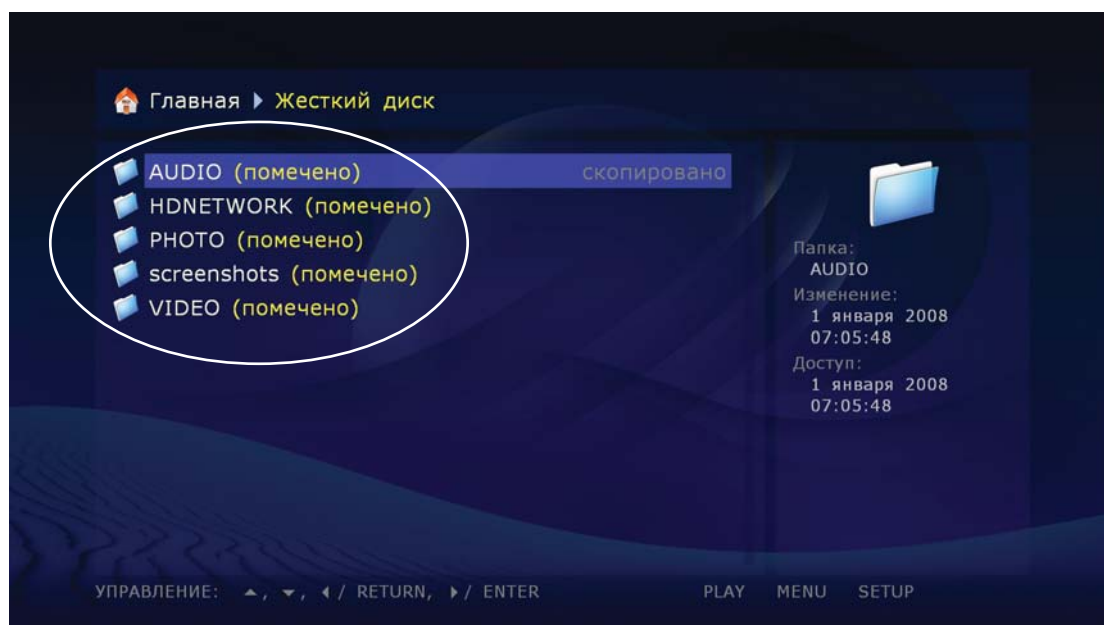 Главная Жесткий диск
AUDIO (помечено) скопировано
HDNETWORK (помечено)
PHOTO (помечено)
screenshots (помечено)
VIDEO (помечено)
Папка:
AUDIO
Изменение:
1 января 2008
07:05:48
Доступ:
1 января 2008
07:05:48
УПРАВЛЕНИЕ: ▲, ▼, ◀ / RETURN, ▶ / ENTER PLAY MENU SETUP